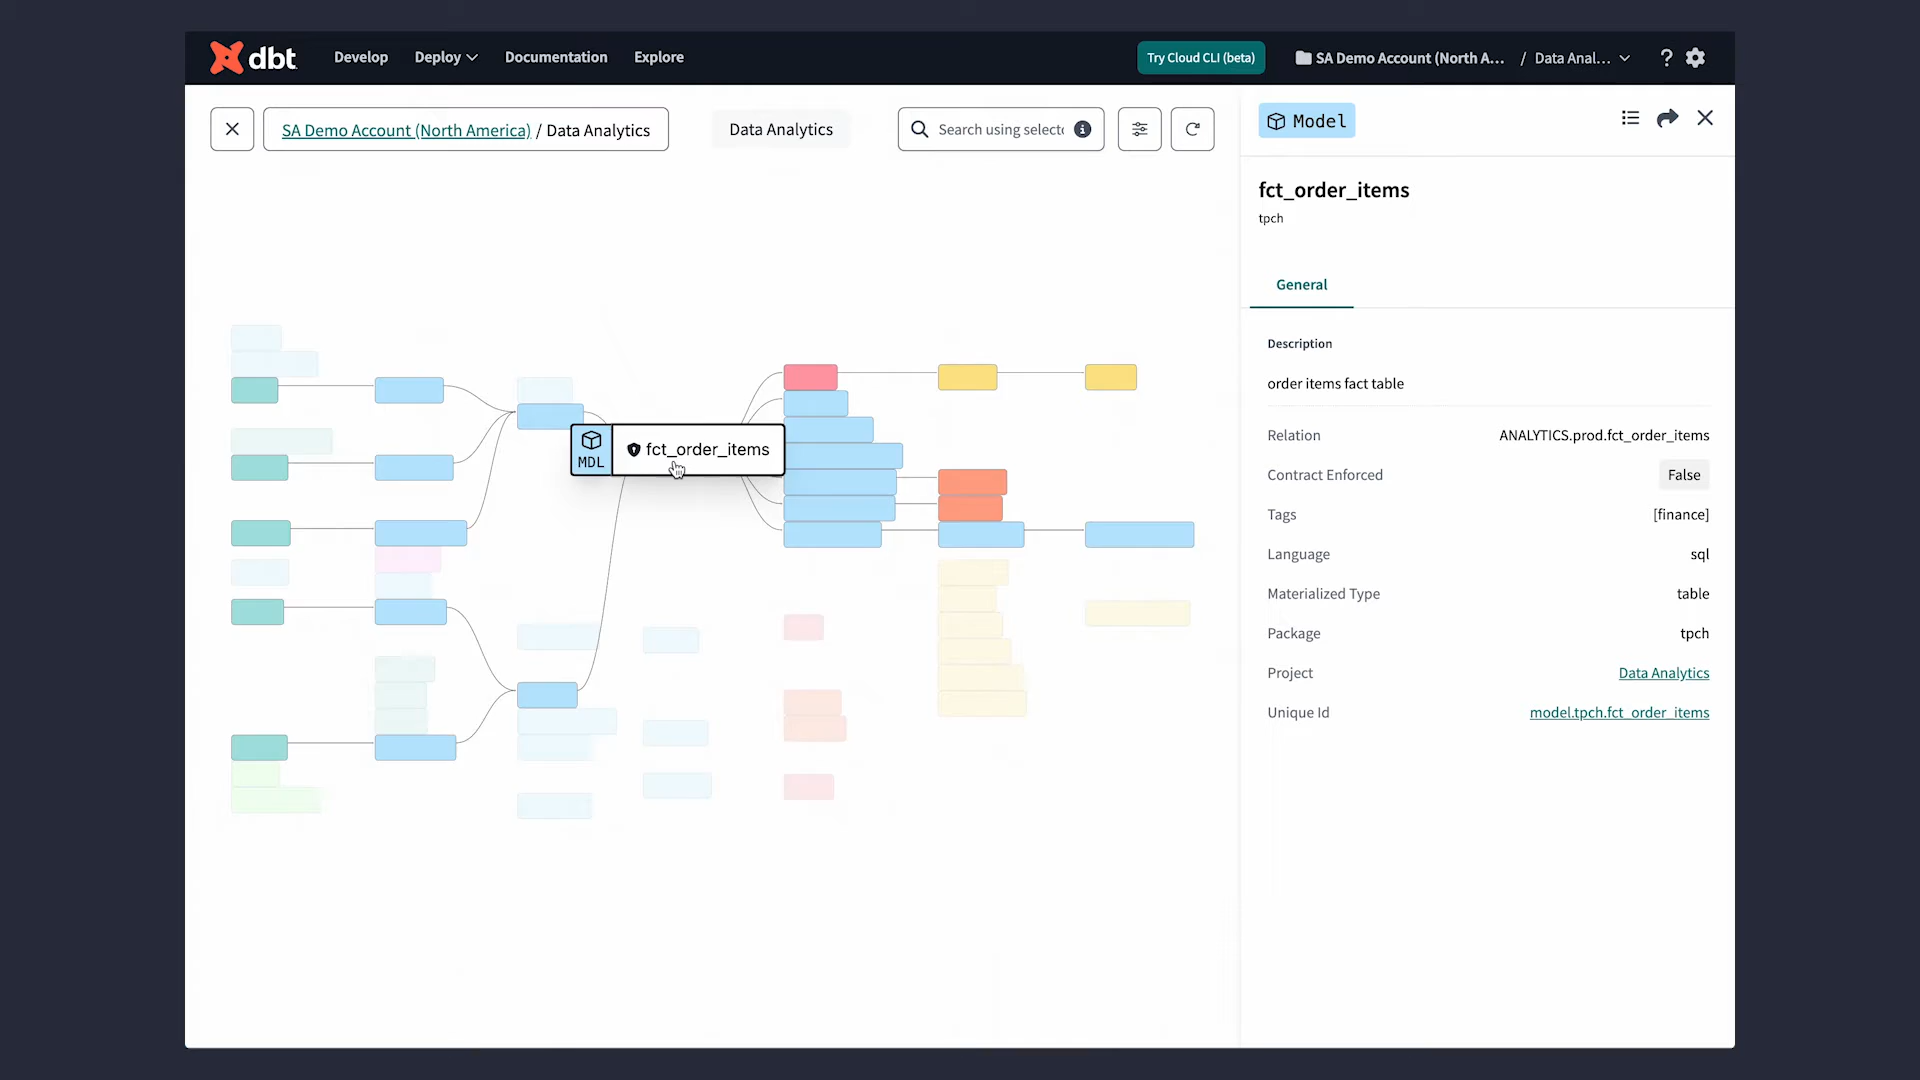 dbt
Develop
Deploy
Documentation
Explore
Try Cloud CLI (beta)
SA Demo Account (North A...
/
Data Anal...
?
SA Demo Account (North America) / Data Analytics
Data Analytics
Search using selectc
Model
fct_order_items
tpch
General
Description
order items fact table
Relation
ANALYTICS.prod.fct_order_items
Contract Enforced
False
Tags
[finance]
Language
sql
Materialized Type
table
Package
tpch
Project
Data Analytics
Unique Id
model.tpch.fct_order_items
MDL
fct_order_items